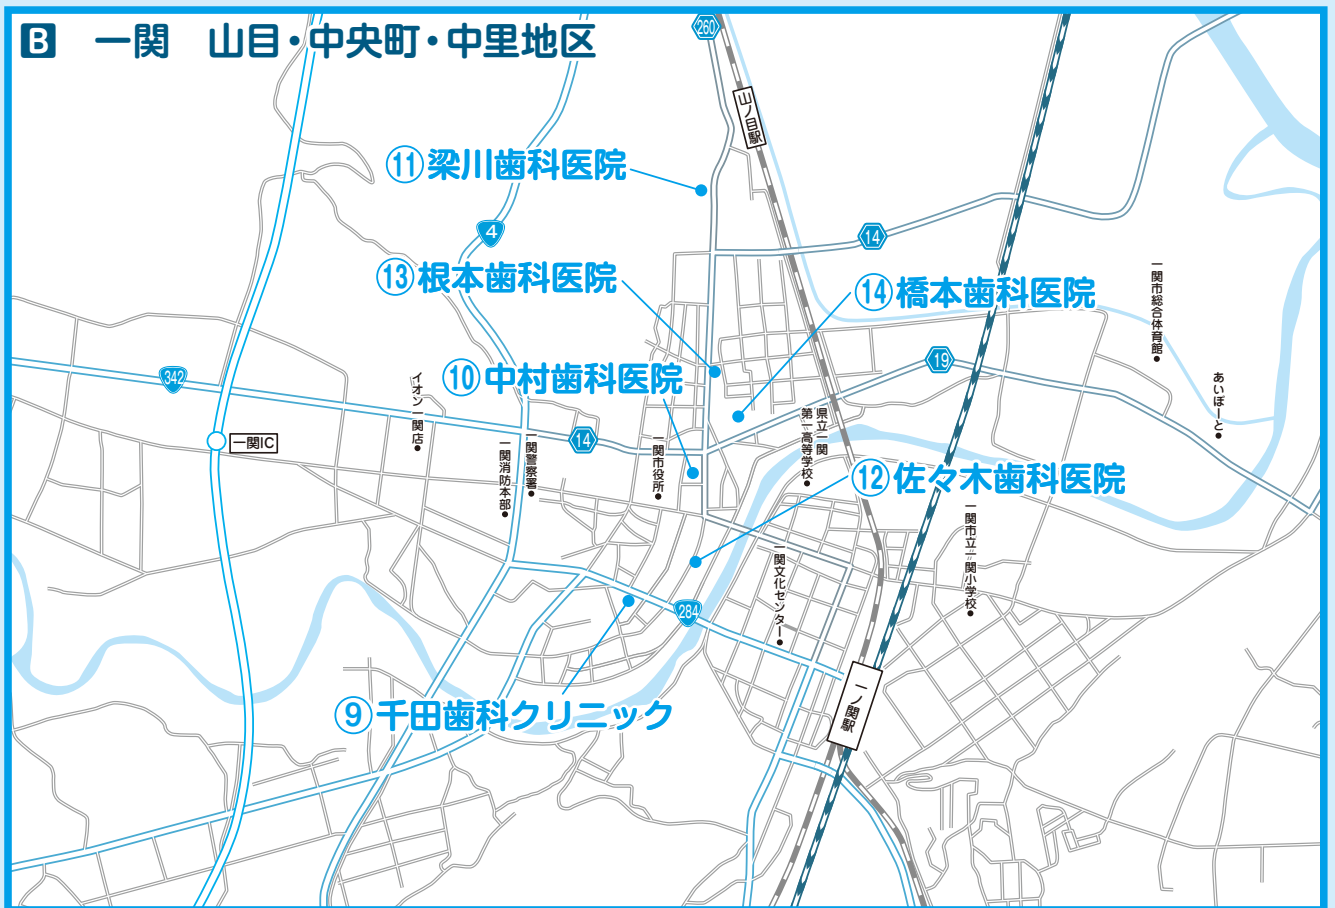 B 一関 山目・中央町・中里地区
260
山ノ目駅
⑪梁川歯科医院
4
14
⑬根本歯科医院
⑭橋本歯科医院
一関市総合体育館
342
イオン一関店
⑩中村歯科医院
19
あいぽーと
一関IC
14
一関消防本部
一関警察署
一関市役所
県立一関
第一高等学校
⑫佐々木歯科医院
一関市立一関小学校
一関文化センター
284
⑨千田歯科クリニック
一ノ関駅